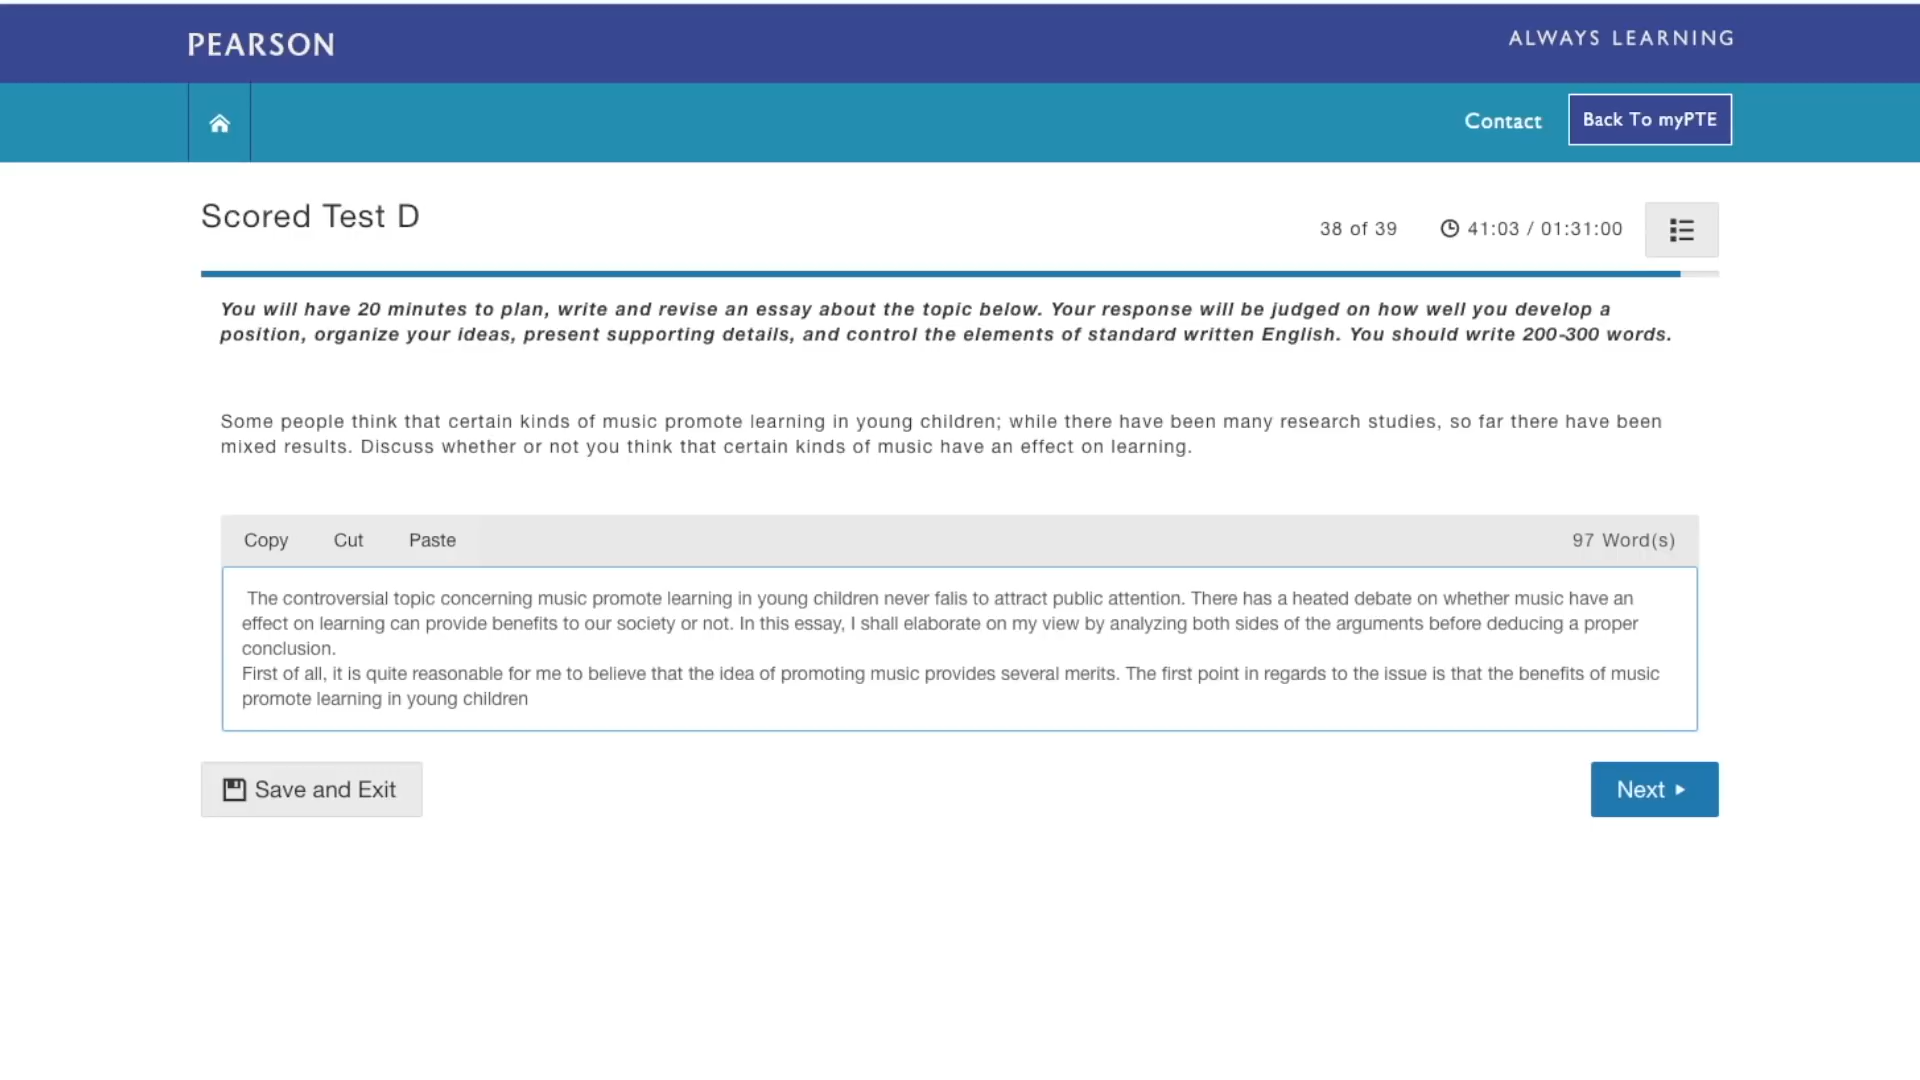 PEARSON
ALWAYS LEARNING
Contact
Back To myPTE
Scored Test D
38 of 39
41:03 / 01:31:00
You will have 20 minutes to plan, write and revise an essay about the topic below. Your response will be judged on how well you develop a
position, organize your ideas, present supporting details, and control the elements of standard written English. You should write 200-300 words.
Some people think that certain kinds of music promote learning in young children; while there have been many research studies, so far there have been
mixed results. Discuss whether or not you think that certain kinds of music have an effect on learning.
Copy
Cut
Paste
97 Word(s)
The controversial topic concerning music promote learning in young children never falis to attract public attention. There has a heated debate on whether music have an
effect on learning can provide benefits to our society or not. In this essay, I shall elaborate on my view by analyzing both sides of the arguments before deducing a proper
conclusion.
First of all, it is quite reasonable for me to believe that the idea of promoting music provides several merits. The first point in regards to the issue is that the benefits of music
promote learning in young children
Save and Exit
Next